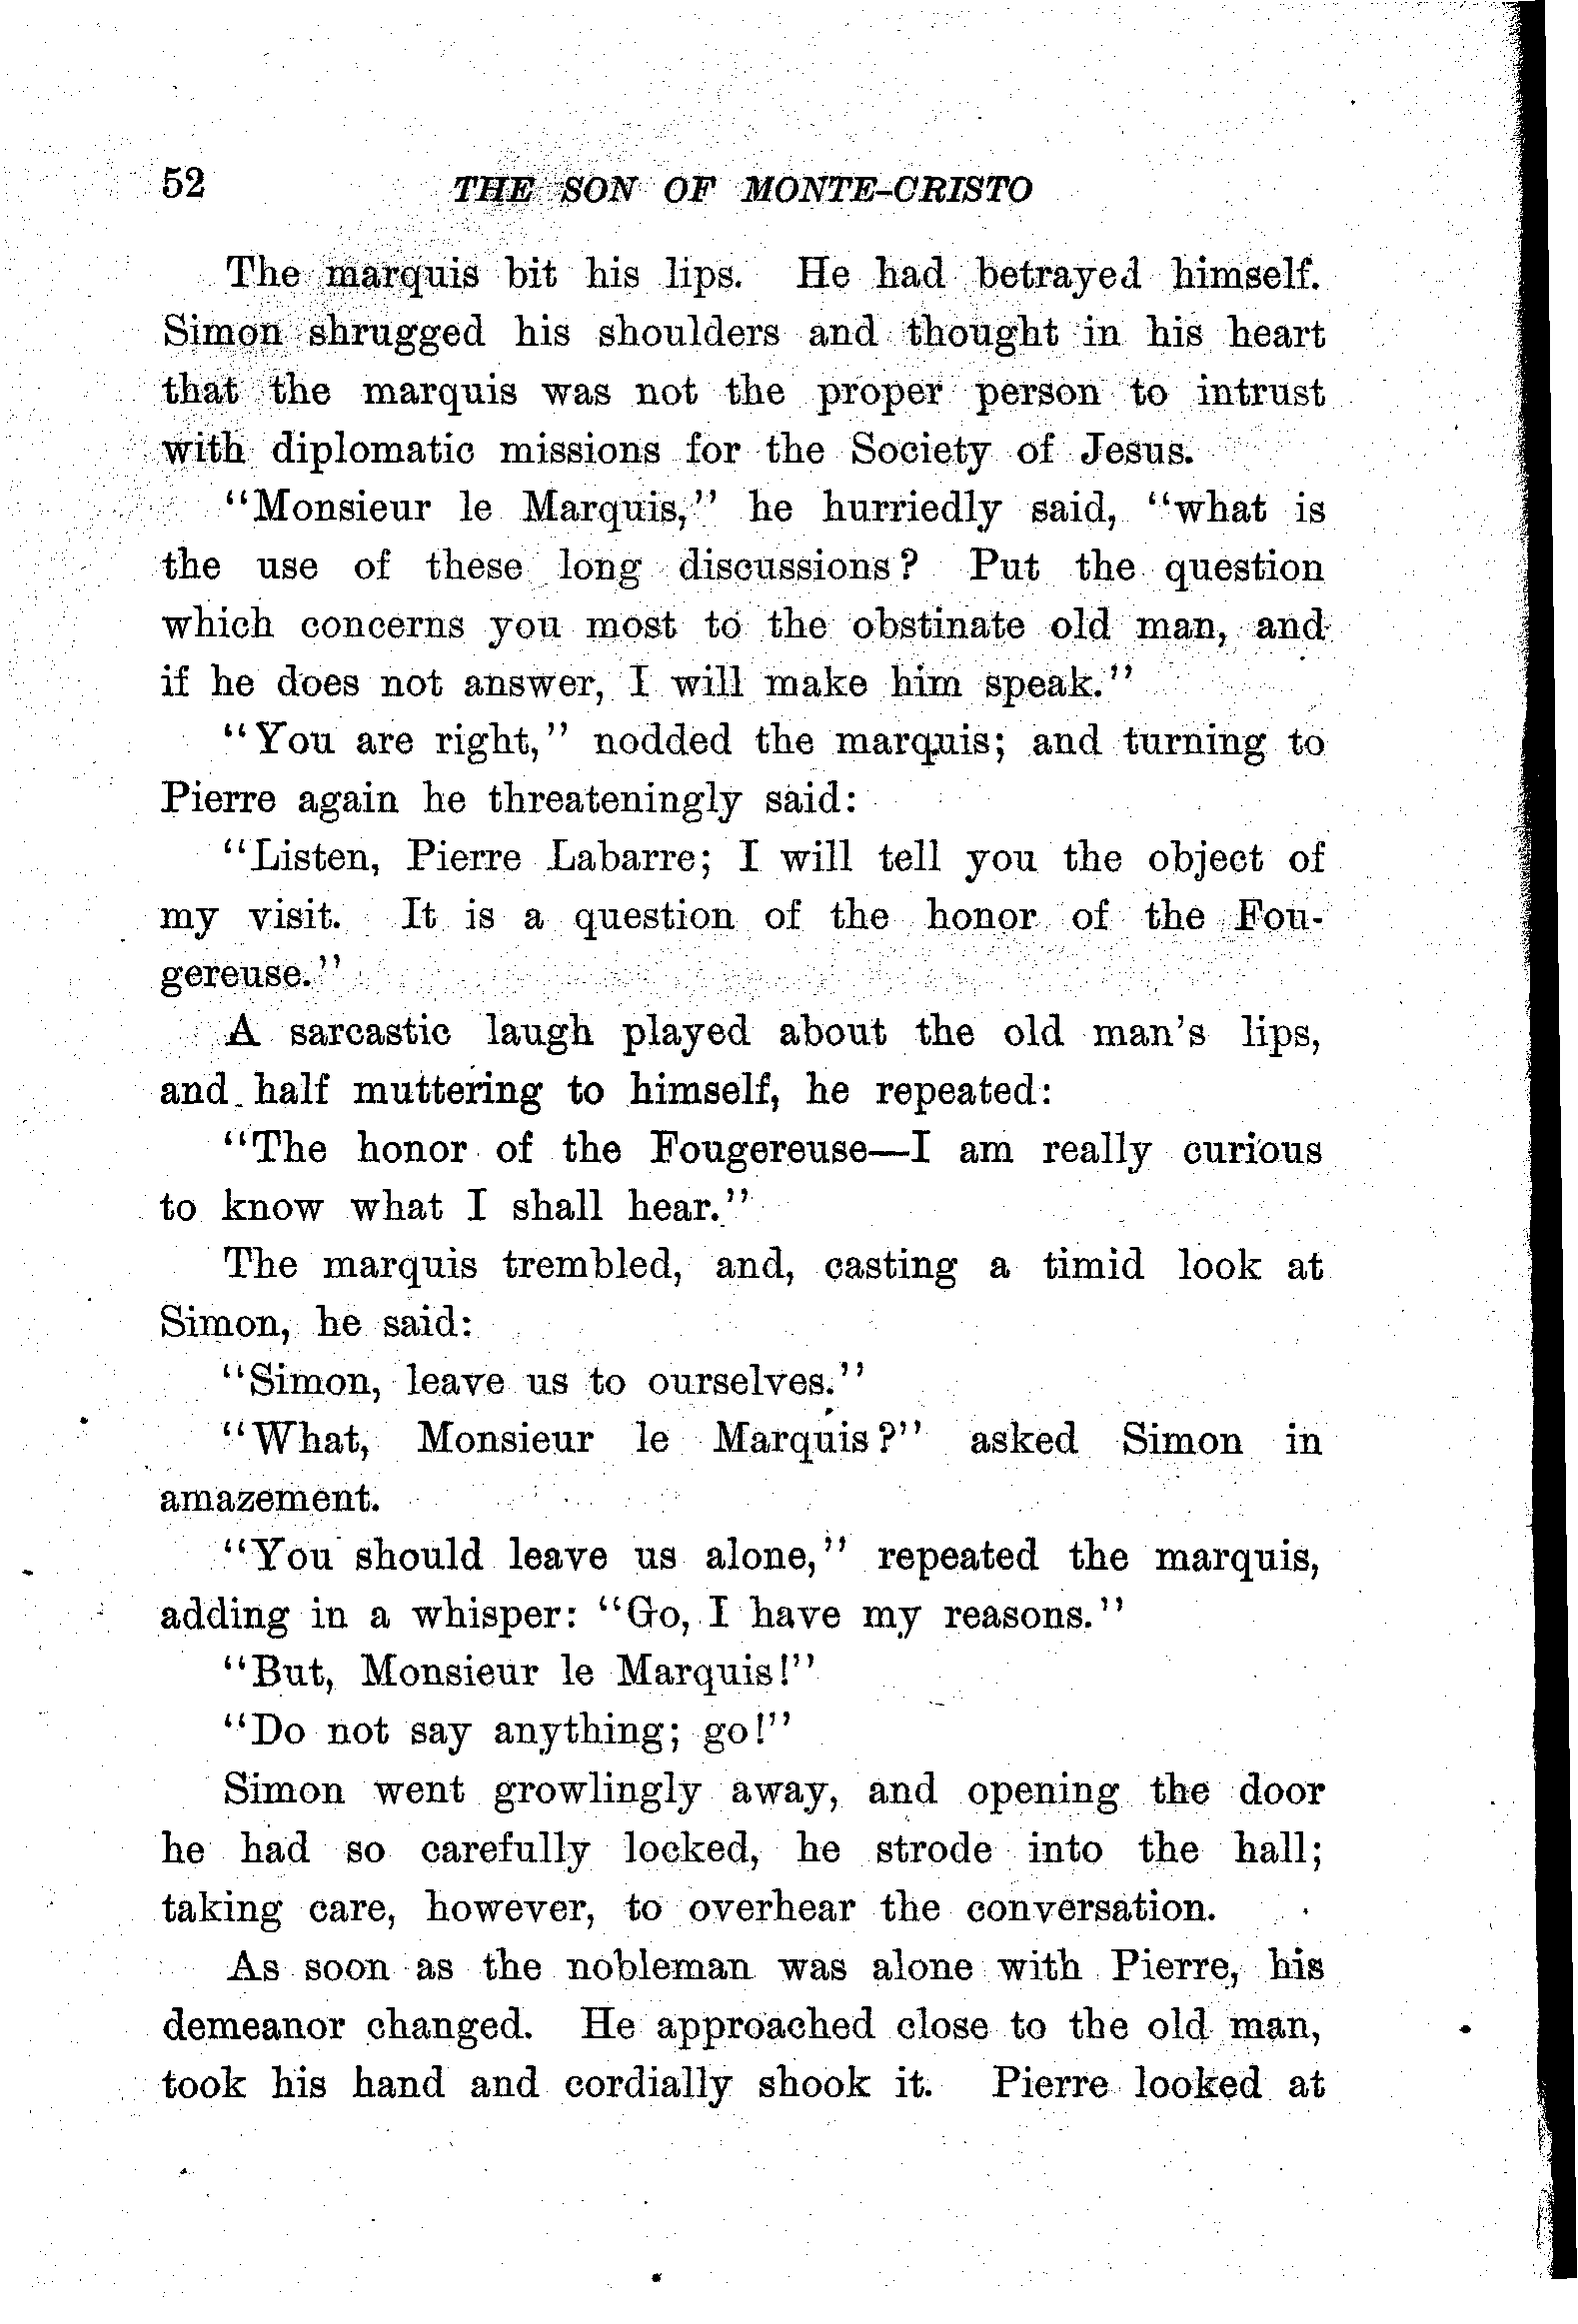 52 THE SON OF MONTE-CRISTO
The marquis bit his lips. He had betrayed himself.
Simon shrugged his shoulders and thought in his heart
that the marquis was not the proper person to intrust
with diplomatic missions for the Society of Jesus.
"Monsieur le Marquis," he hurriedly said, "what is
the use of these long discussions? Put the question
which concerns you most to the obstinate old man, and
if he does not answer, I will make him speak."
"You are right," nodded the marquis; and turning to
Pierre again he threateningly said:
"Listen, Pierre Labarre; I will tell you the object of
my visit. It is a question of the honor of the Fou-
gereuse."
A sarcastic laugh played about the old man's lips,
and half muttering to himself, he repeated:
"The honor of the Fougereuse—I am really curious
to know what I shall hear."
The marquis trembled, and, casting a timid look at
Simon, he said:
"Simon, leave us to ourselves."
"What, Monsieur le Marquis?" asked Simon in
amazement.
"You should leave us alone," repeated the marquis,
adding in a whisper: "Go, I have my reasons."
"But, Monsieur le Marquis!"
"Do not say anything; go!"
Simon went growlingly away, and opening the door
he had so carefully locked, he strode into the hall;
taking care, however, to overhear the conversation.
As soon as the nobleman was alone with Pierre, his
demeanor changed. He approached close to the old man,
took his hand and cordially shook it. Pierre looked at